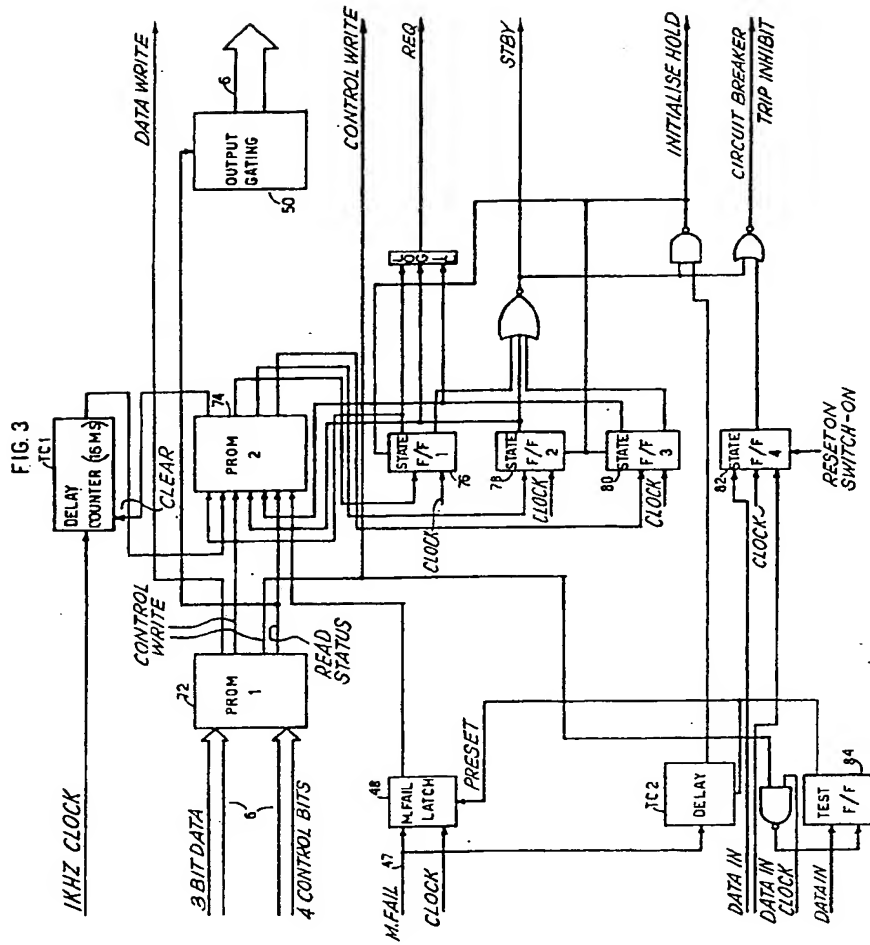 FIG. 3
1KHZ CLOCK
DELAY
COUNTER (16MS)
TC1
CLEAR
DATA WRITE
6
OUTPUT
GATING
50
3 BIT DATA
6
4 CONTROL BITS
72
PROM
1
CONTROL
WRITE
READ
STATUS
74
PROM
2
CONTROL WRITE
LOGIC
REQ
STATE
F/F
1
76
CLOCK
78
STATE
F/F
2
CLOCK
80
STATE
F/F
3
CLOCK
82
STATE
F/F
4
CLOCK
RESET ON
SWITCH-ON
STBY
INITIALISE HOLD
CIRCUIT BREAKER
TRIP INHIBIT
M.FAIL
47
CLOCK
48
M.FAIL
LATCH
PRESET
TC2
DELAY
DATA IN
DATA IN
CLOCK
DATA IN
TEST
F/F
84